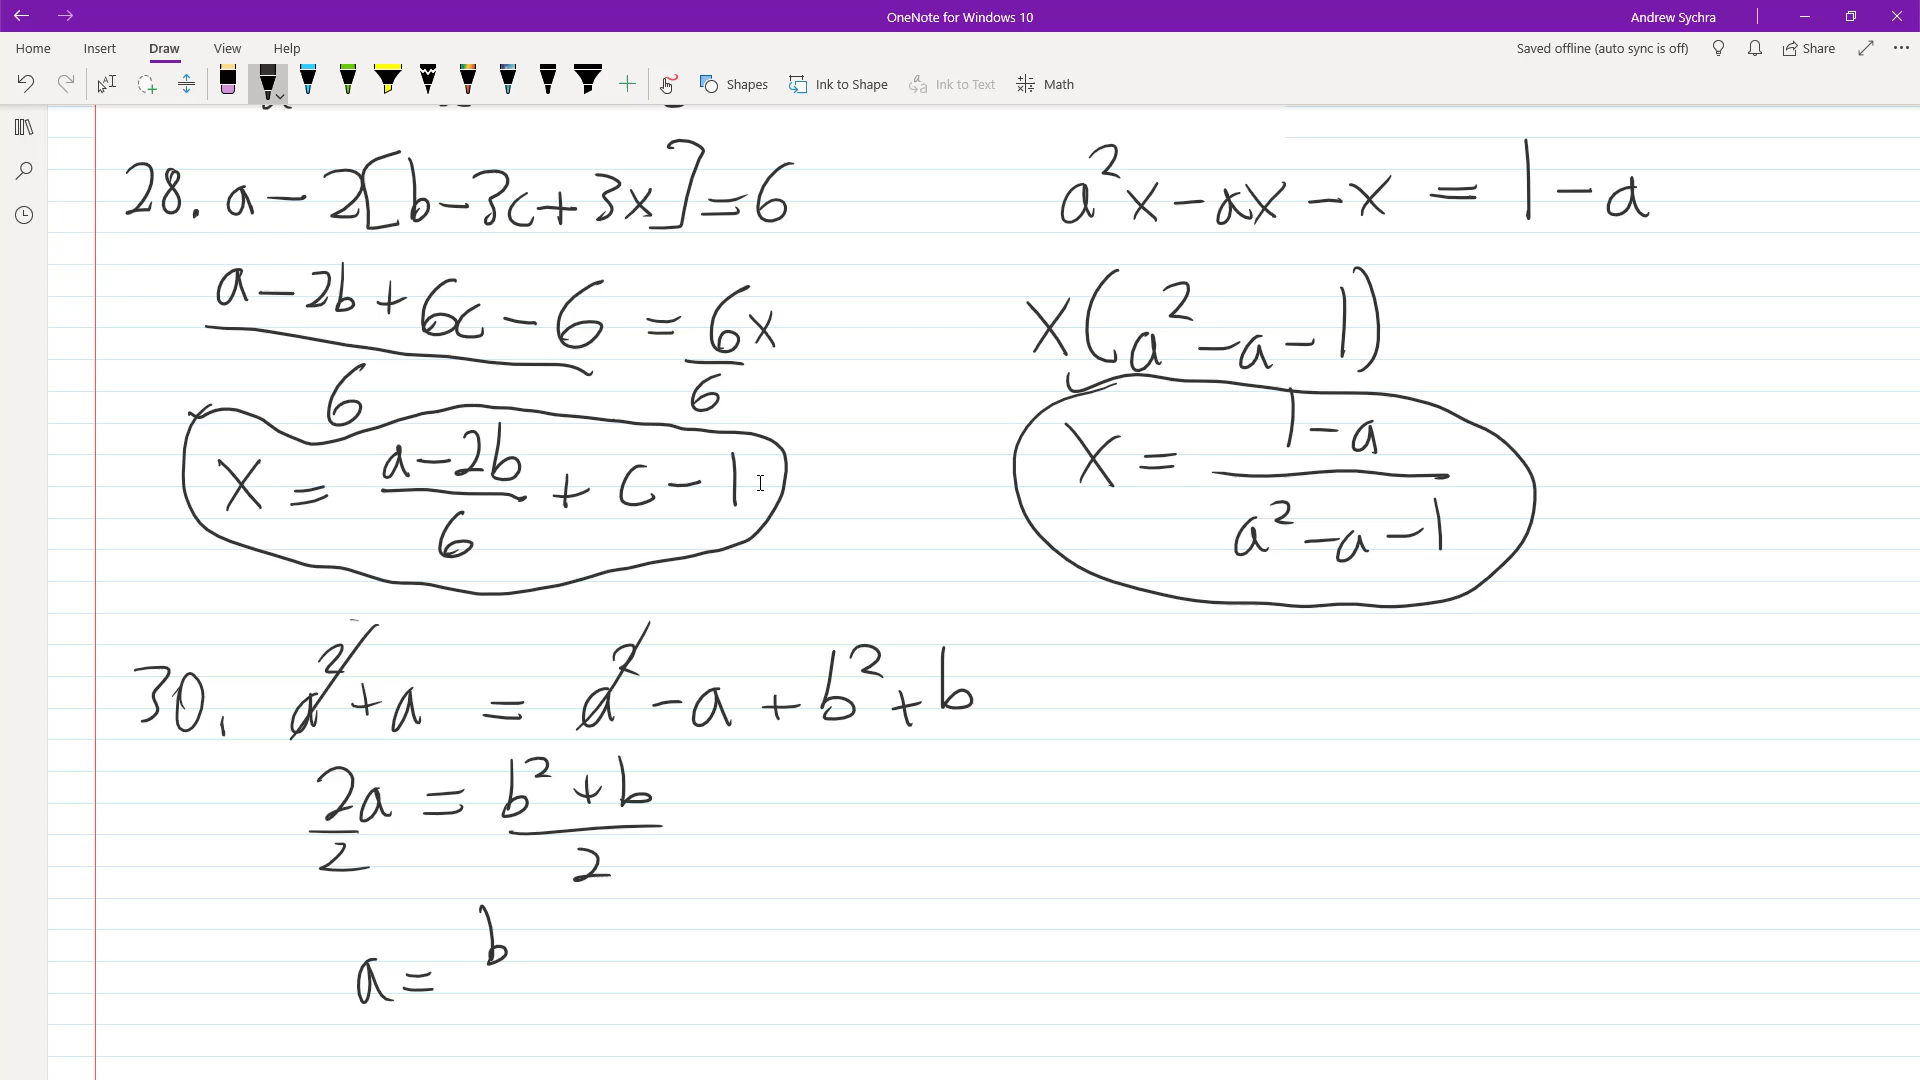 OneNote for Windows 10
Andrew Sychra
Home Insert Draw View Help
Saved offline (auto sync is off)
Share
Shapes
Ink to Shape
Ink to Text
Math
28. a - 2[b - 3c + 3x] = 6
a - 2b + 6c - 6 = 6x
6 6
x = a - 2b + c - 1
6
a² x - ax - x = 1 - a
x(a² - a - 1)
x = 1 - a
a² - a - 1
30. a² + a = a² - a + b² + b
2a = b² + b
2 2
a = b